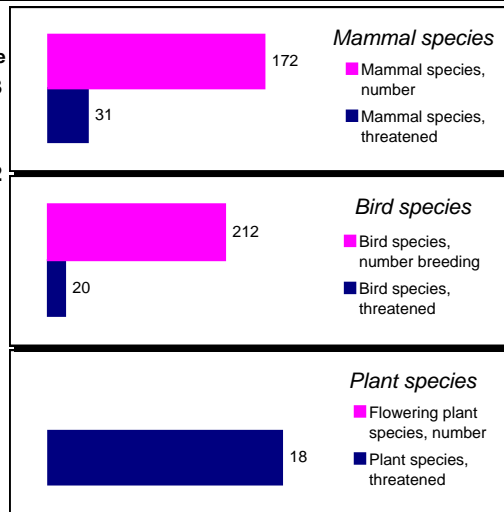 Mammal species
172
Mammal species,
number
31
Mammal species,
threatened
Bird species
212
Bird species,
number breeding
20
Bird species,
threatened
Plant species
Flowering plant
species, number
18
Plant species,
threatened